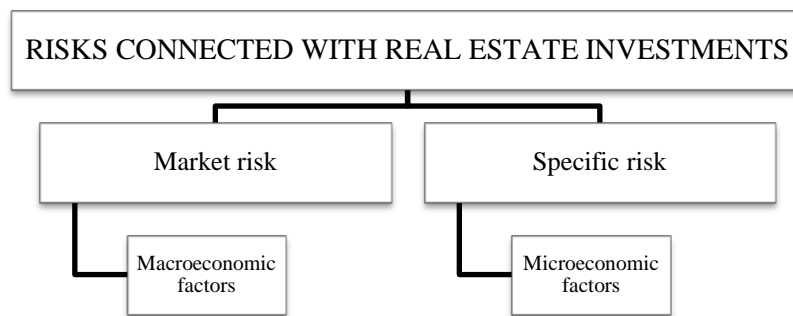 RISKS CONNECTED WITH REAL ESTATE INVESTMENTS
Market risk
Specific risk
Macroeconomic
factors
Microeconomic
factors